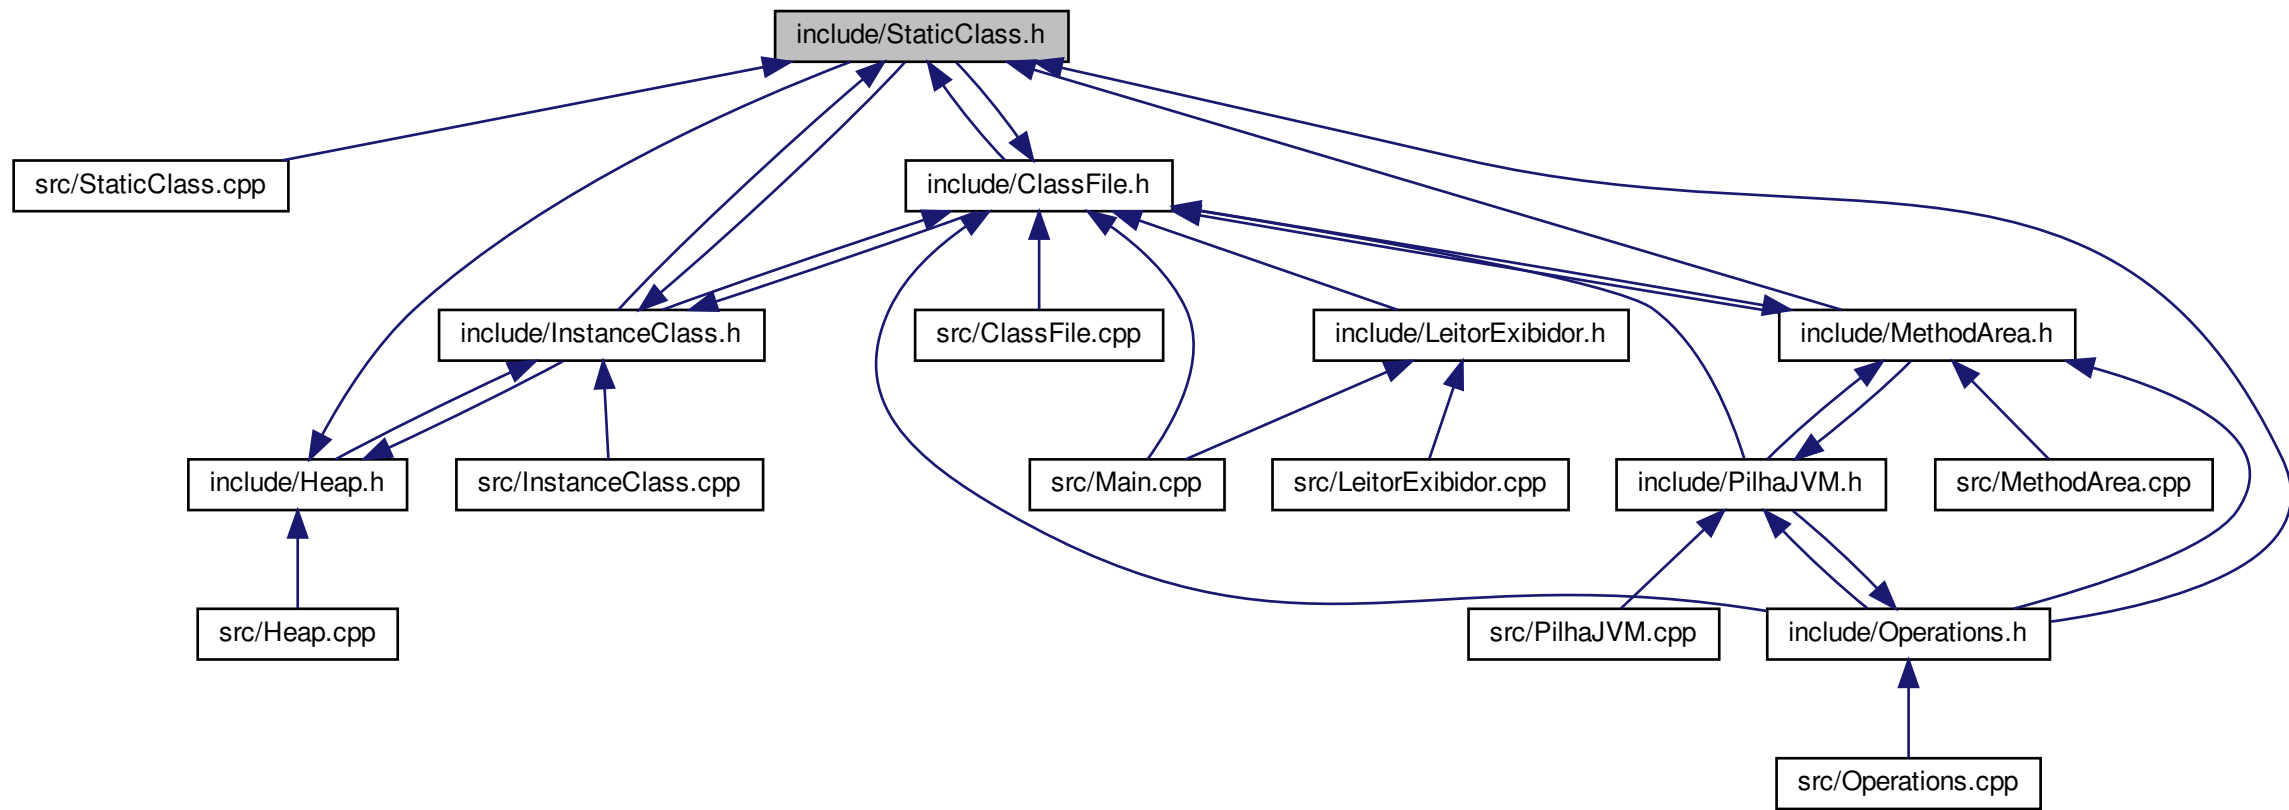 include/StaticClass.h
src/StaticClass.cpp
include/ClassFile.h
include/InstanceClass.h
src/ClassFile.cpp
include/LeitorExibidor.h
include/MethodArea.h
include/Heap.h
src/InstanceClass.cpp
src/Main.cpp
src/LeitorExibidor.cpp
include/PilhaJVM.h
src/MethodArea.cpp
src/Heap.cpp
src/PilhaJVM.cpp
include/Operations.h
src/Operations.cpp